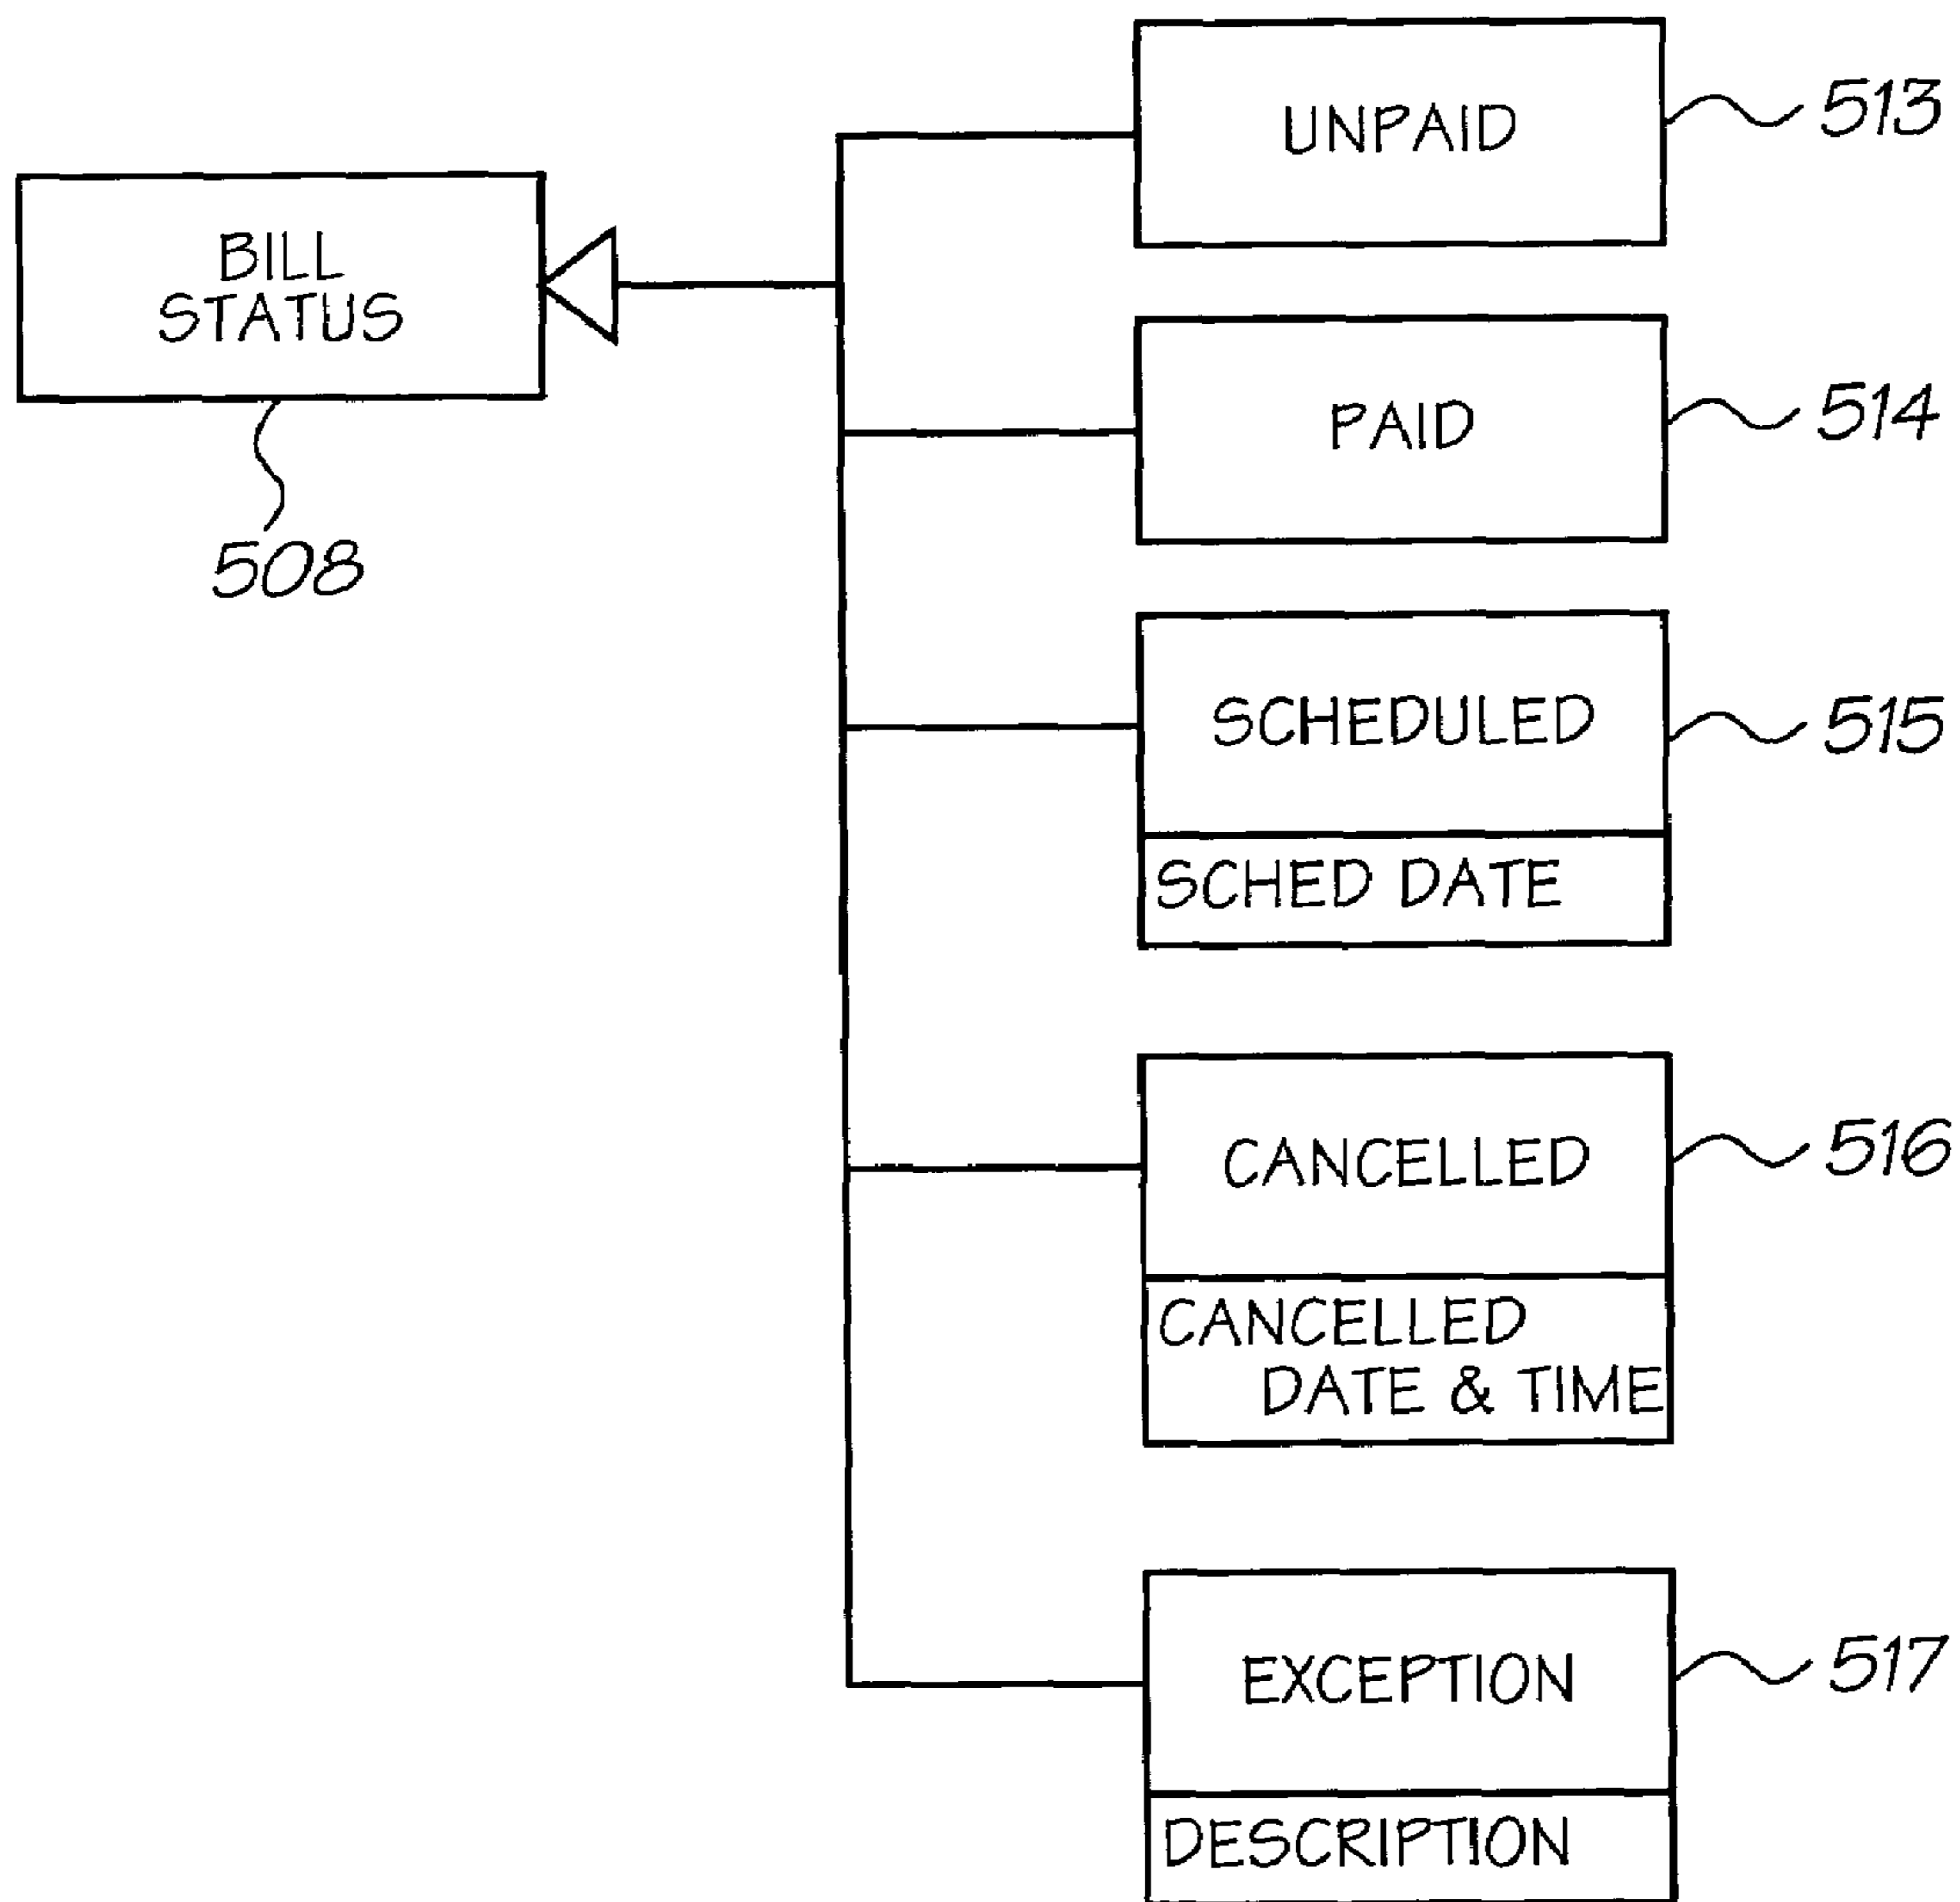 BILL
STATUS
508
UNPAID
513
PAID
514
SCHEDULED
515
SCHED DATE
CANCELLED
516
CANCELLED
DATE & TIME
EXCEPTION
517
DESCRIPTION